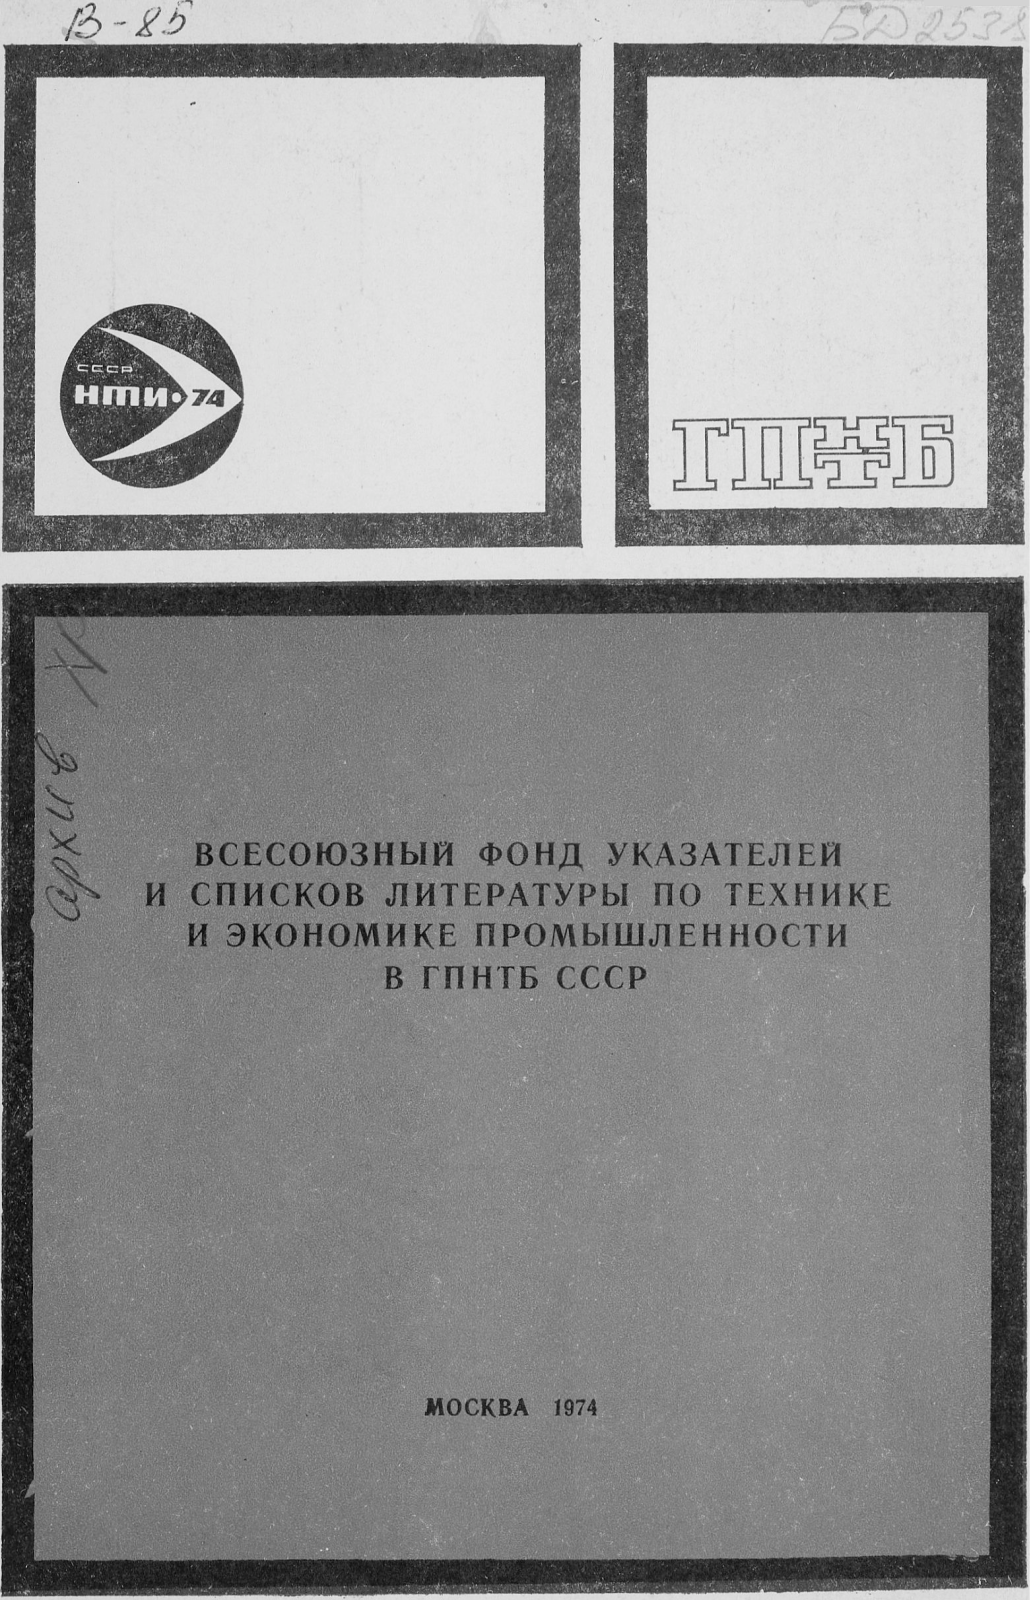 В-85
БД2538
СССР
НТИ·74
ГПНТБ
архив
ВСЕСОЮЗНЫЙ ФОНД УКАЗАТЕЛЕЙ
И СПИСКОВ ЛИТЕРАТУРЫ ПО ТЕХНИКЕ
И ЭКОНОМИКЕ ПРОМЫШЛЕННОСТИ
В ГПНТБ СССР
МОСКВА 1974